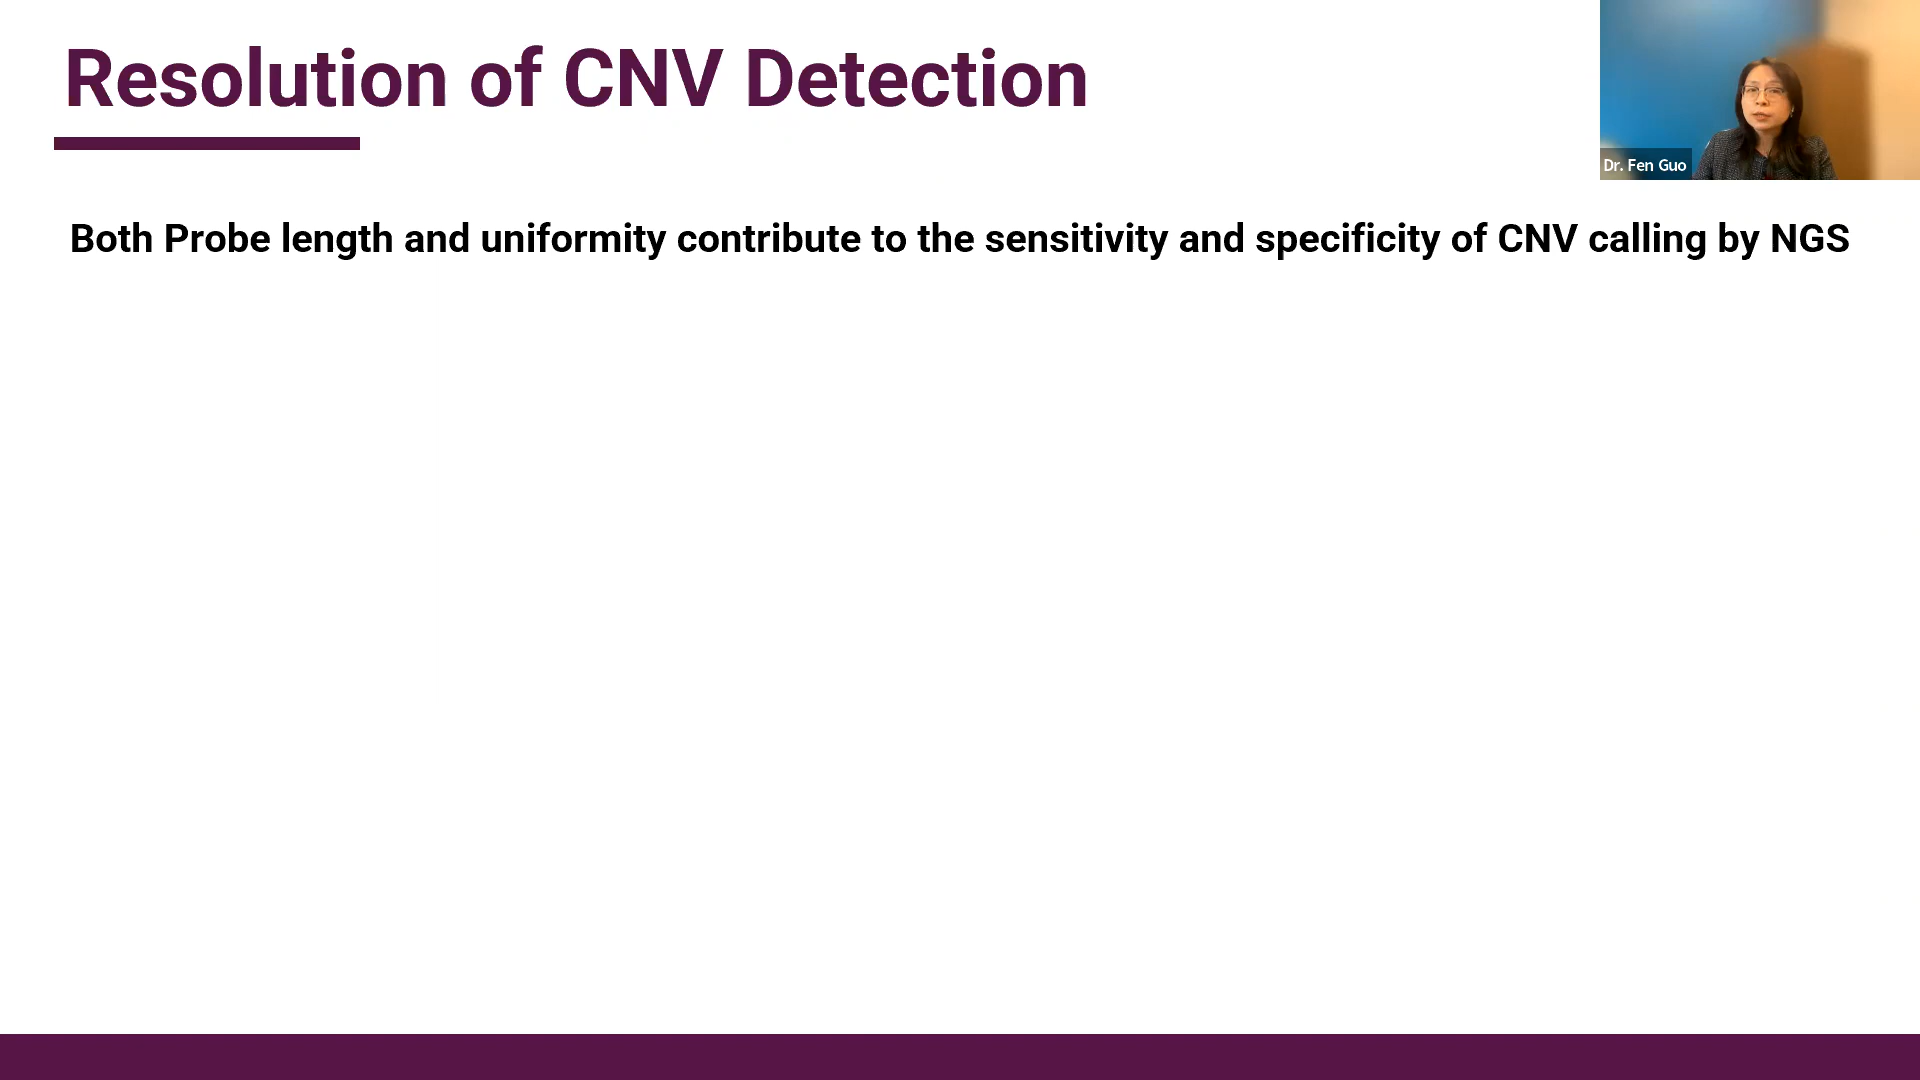 Resolution of CNV Detection
Dr. Fen Guo
Both Probe length and uniformity contribute to the sensitivity and specificity of CNV calling by NGS